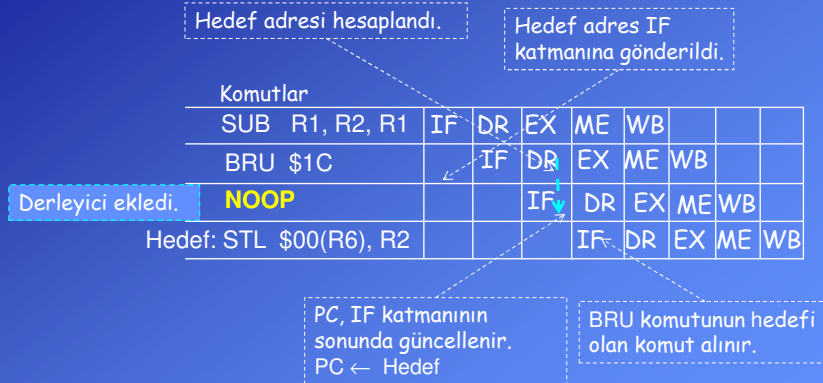 Hedef adresi hesaplandı.
Hedef adres IF
katmanına gönderildi.
Komutlar
SUB R1, R2, R1 IF DR EX ME WB
BRU $1C IF DR EX ME WB
Derleyici ekledi. NOOP IF DR EX ME WB
Hedef: STL $00(R6), R2 IF DR EX ME WB
PC, IF katmanının
sonunda güncellenir.
PC ← Hedef
BRU komutunun hedefi
olan komut alınır.